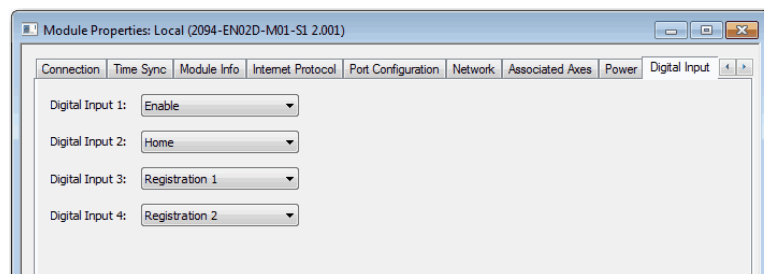 Module Properties: Local (2094-EN02D-M01-S1 2.001)
Connection Time Sync Module Info Internet Protocol Port Configuration Network Associated Axes Power Digital Input
Digital Input 1: Enable
Digital Input 2: Home
Digital Input 3: Registration 1
Digital Input 4: Registration 2